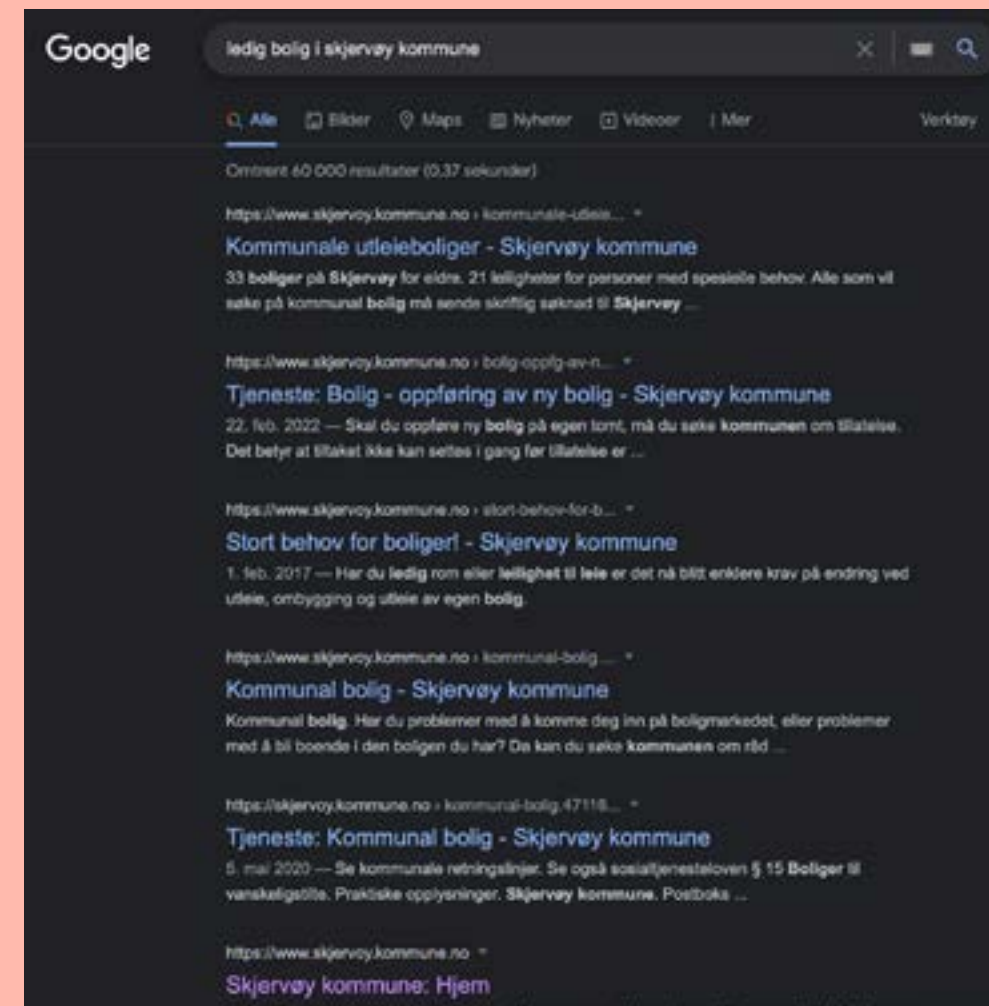 Google
ledig bolig i skjervøy kommune
Alle Bilder Maps Nyheter Videoer Mer Verktøy
Omtrent 60 000 resultater (0,37 sekunder)
https://www.skjervoy.kommune.no › kommunale-utleie...
Kommunale utleieboliger - Skjervøy kommune
33 boliger på Skjervøy for eldre. 21 leiligheter for personer med spesielle behov. Alle som vil
søke på kommunal bolig må sende skriftlig søknad til Skjervøy ...
https://www.skjervoy.kommune.no › bolig-oppfg-av-n...
Tjeneste: Bolig - oppføring av ny bolig - Skjervøy kommune
22. feb. 2022 — Skal du oppføre ny bolig på egen tomt, må du søke kommunen om tillatelse.
Det betyr at tiltaket ikke kan settes i gang før tillatelse er ...
https://www.skjervoy.kommune.no › stort-behov-for-b...
Stort behov for boliger! - Skjervøy kommune
1. feb. 2017 — Har du ledig rom eller leilighet til leie er det nå blitt enklere krav på endring ved
utleie, ombygging og utleie av egen bolig.
https://www.skjervoy.kommune.no › kommunal-bolig...
Kommunal bolig - Skjervøy kommune
Kommunal bolig. Har du problemer med å komme deg inn på boligmarkedet, eller problemer
med å bli boende i den boligen du har? Da kan du søke kommunen om råd ...
https://skjervoy.kommune.no › kommunal-bolig.47116...
Tjeneste: Kommunal bolig - Skjervøy kommune
5. mai 2020 — Se kommunale retningslinjer. Se også sosialtjenesteloven § 15 Boliger til
vanskeligstilte. Praktiske opplysninger. Skjervøy kommune. Postboks ...
https://www.skjervoy.kommune.no
Skjervøy kommune: Hjem